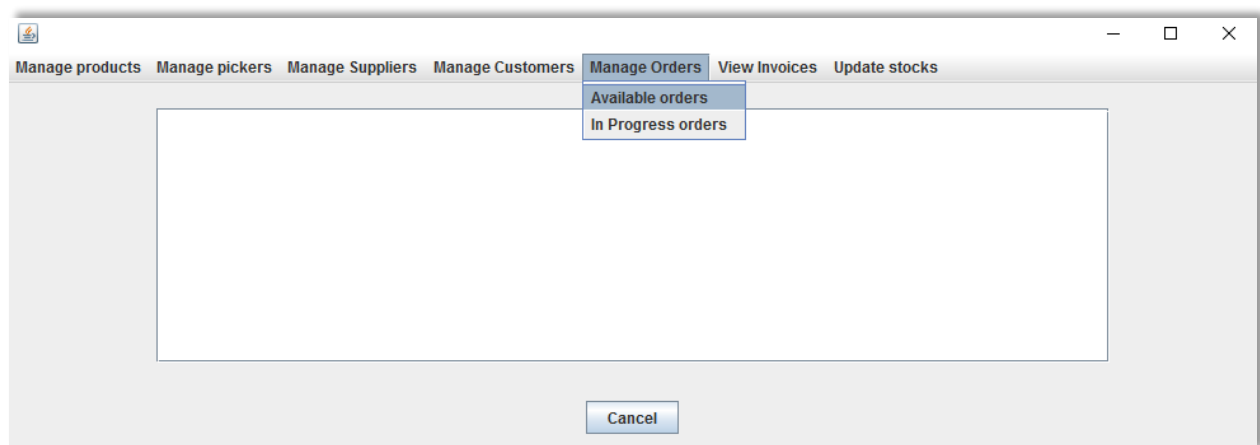 Manage products Manage pickers Manage Suppliers Manage Customers Manage Orders View Invoices Update stocks
Available orders
In Progress orders
Cancel